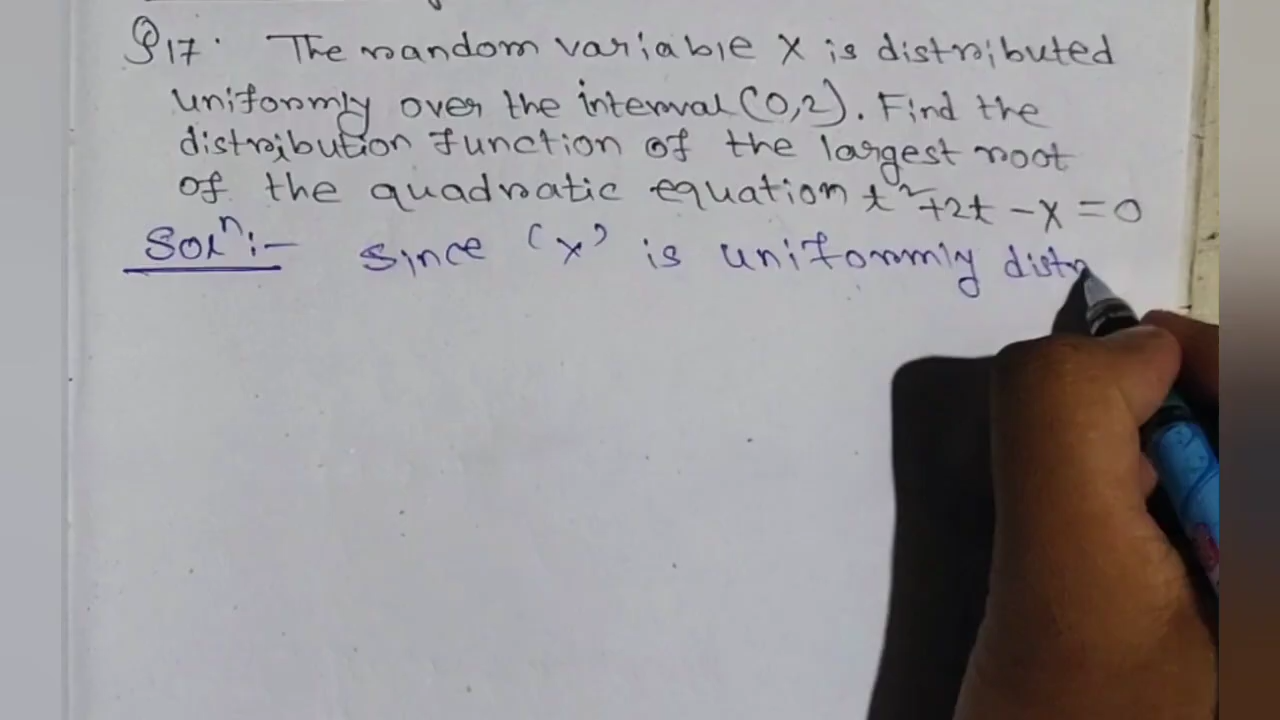 Q17. The random variable X is distributed
uniformly over the interval (0,2). Find the
distribution function of the largest root
of the quadratic equation t²+2t-X=0
Solⁿ:- Since 'x' is uniformly distr